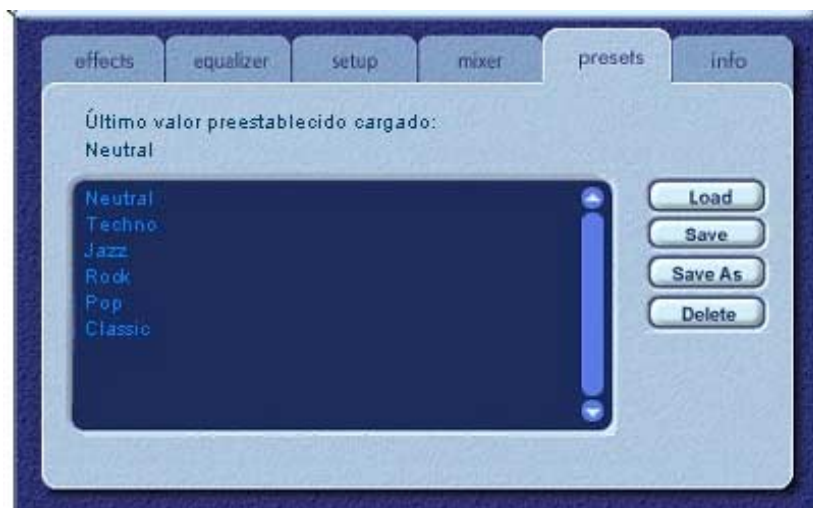 effects equalizer setup mixer presets info
Último valor preestablecido cargado:
Neutral
Neutral
Techno
Jazz
Rock
Pop
Classic
Load
Save
Save As
Delete